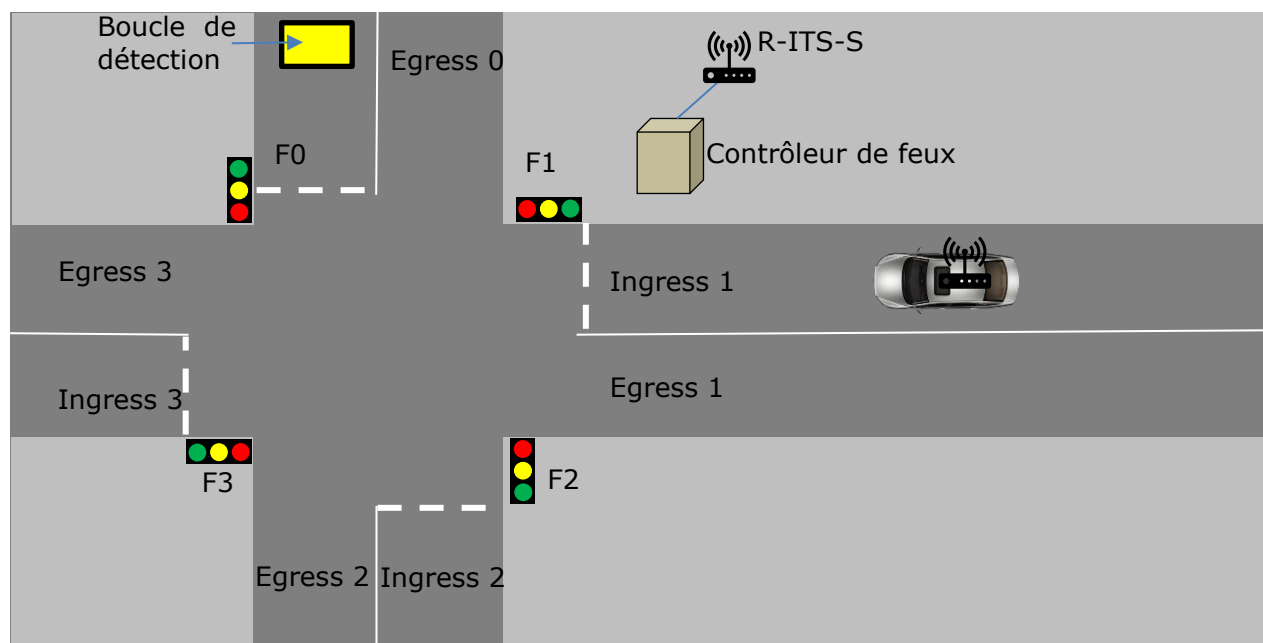 Boucle de
détection
Egress 0
R-ITS-S
F0
F1
Contrôleur de feux
Egress 3
Ingress 1
Ingress 3
Egress 1
F3
F2
Egress 2
Ingress 2